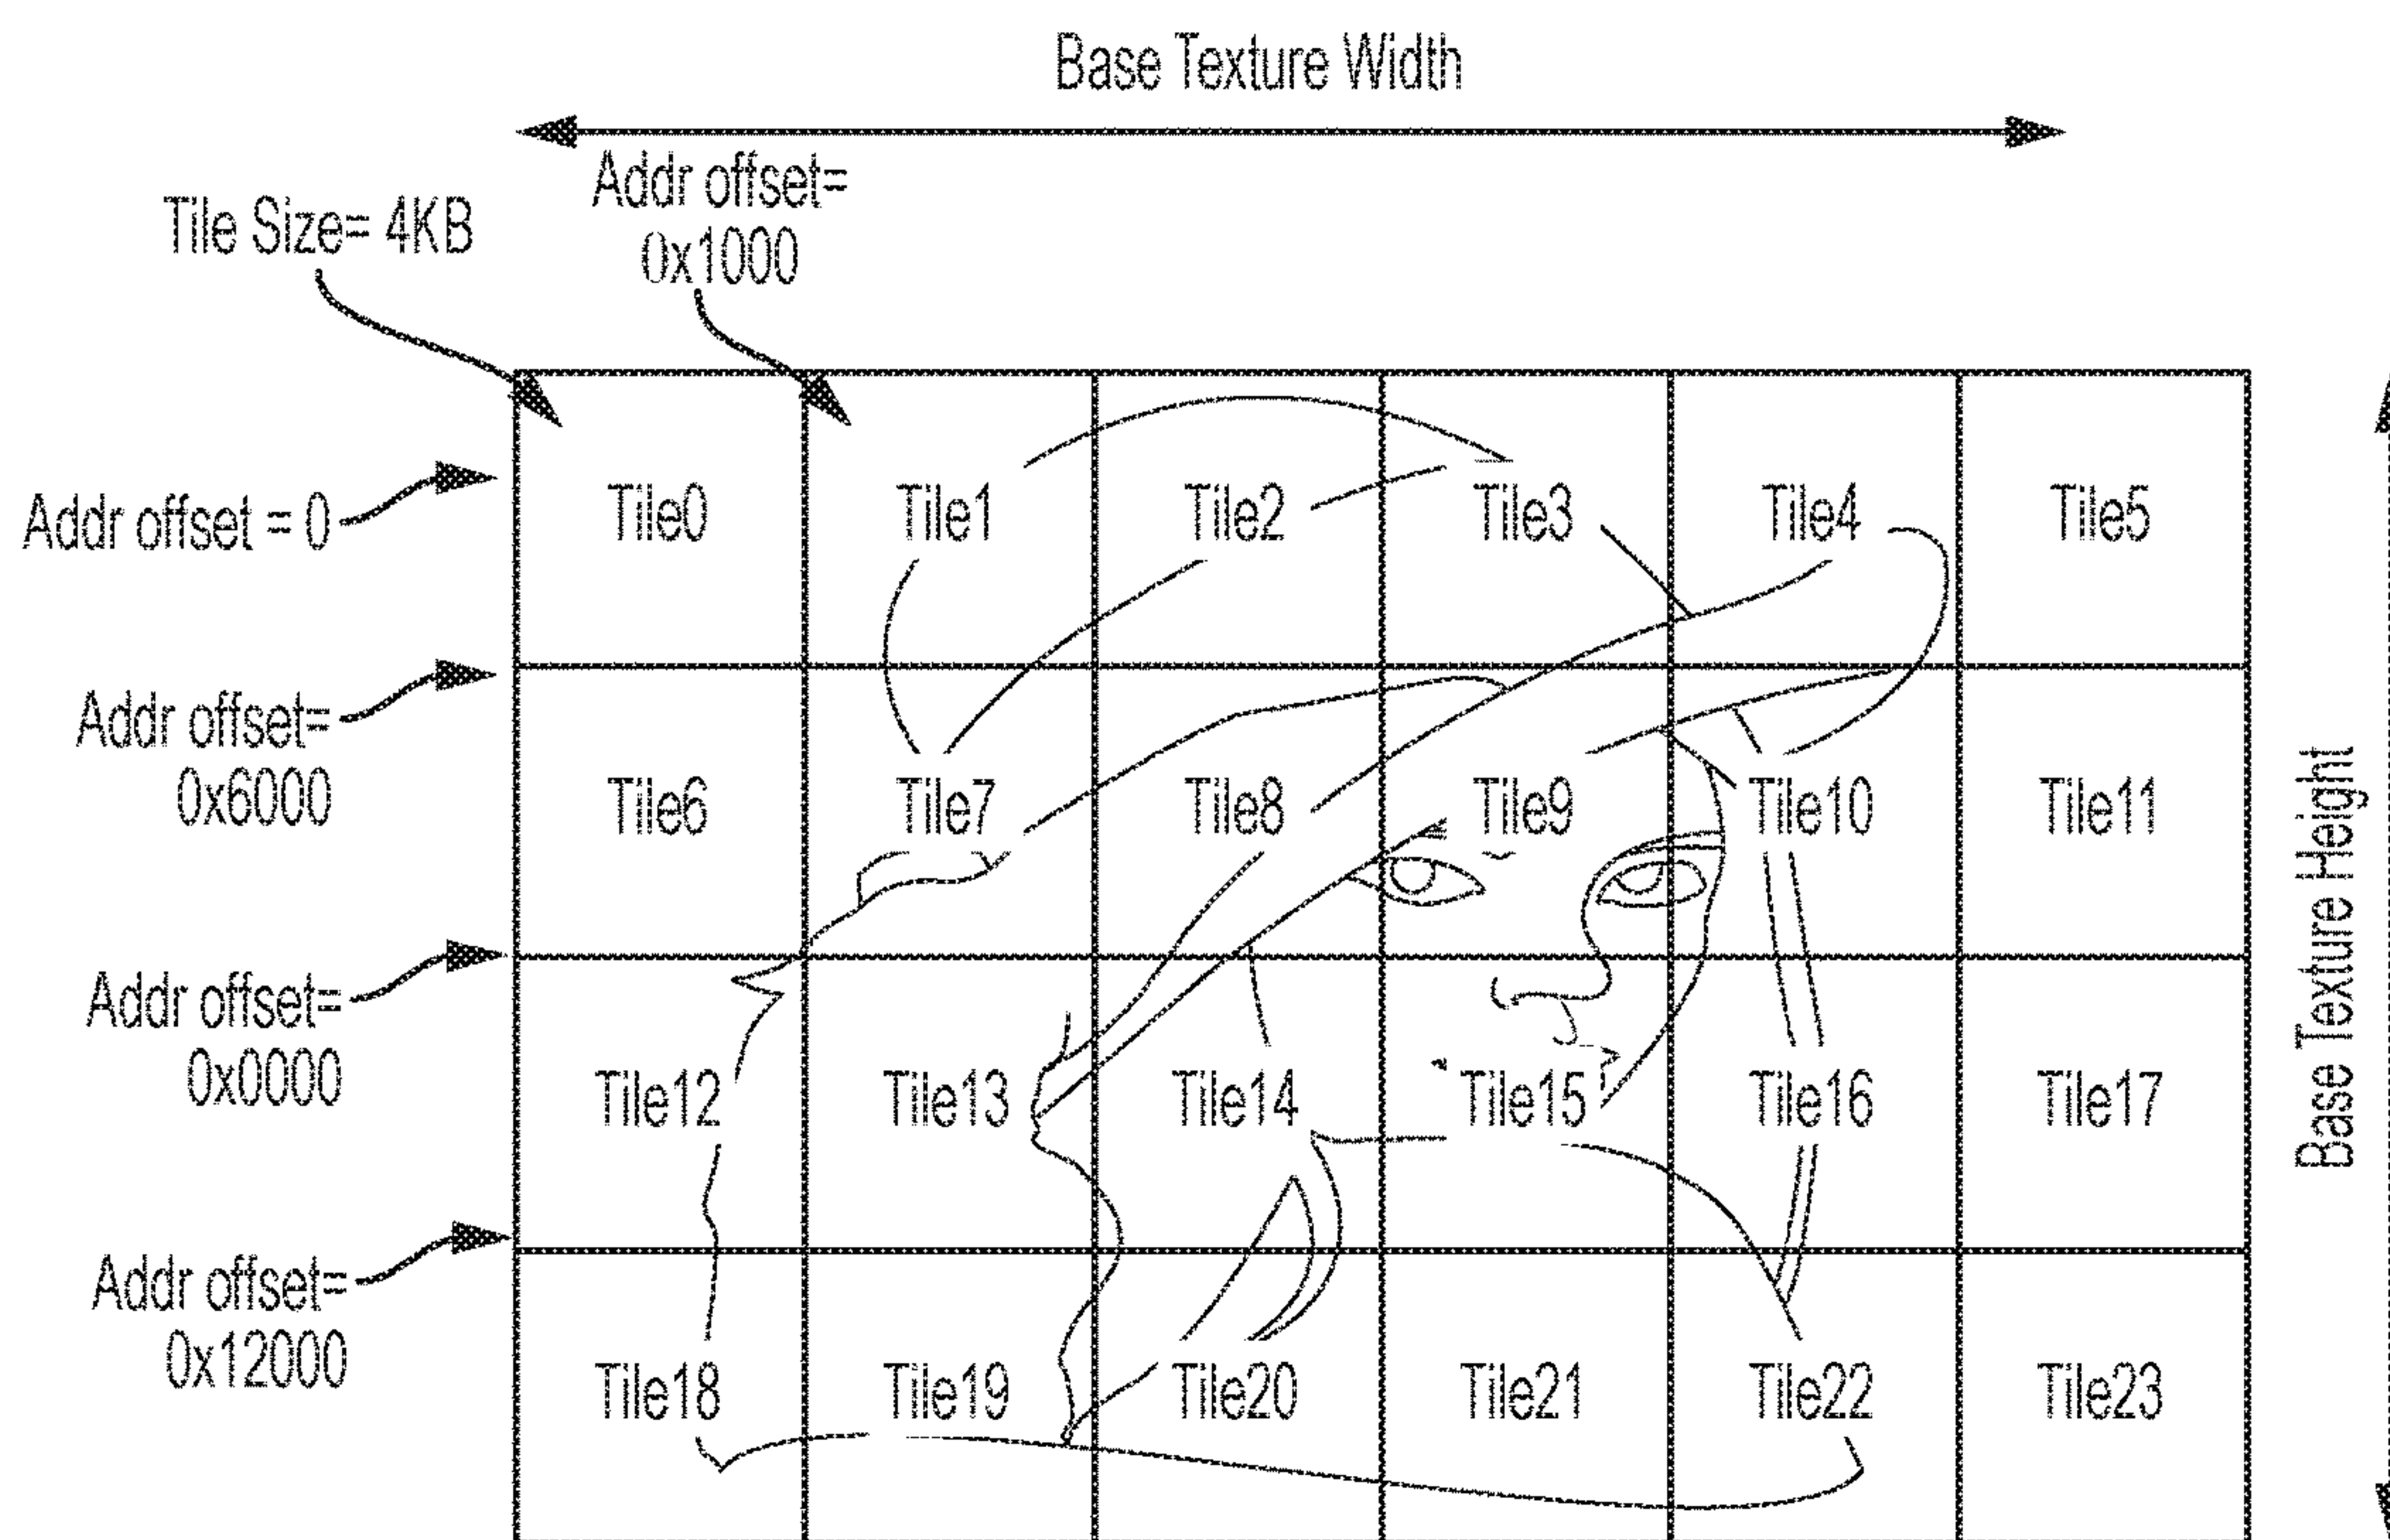 Base Texture Width
Tile Size= 4KB
Addr offset=
0x1000
Addr offset = 0
Tile0 Tile1 Tile2 Tile3 Tile4 Tile5
Addr offset=
0x6000
Tile6 Tile7 Tile8 Tile9 Tile10 Tile11
Base Texture Height
Addr offset=
0x0000
Tile12 Tile13 Tile14 Tile15 Tile16 Tile17
Addr offset=
0x12000
Tile18 Tile19 Tile20 Tile21 Tile22 Tile23